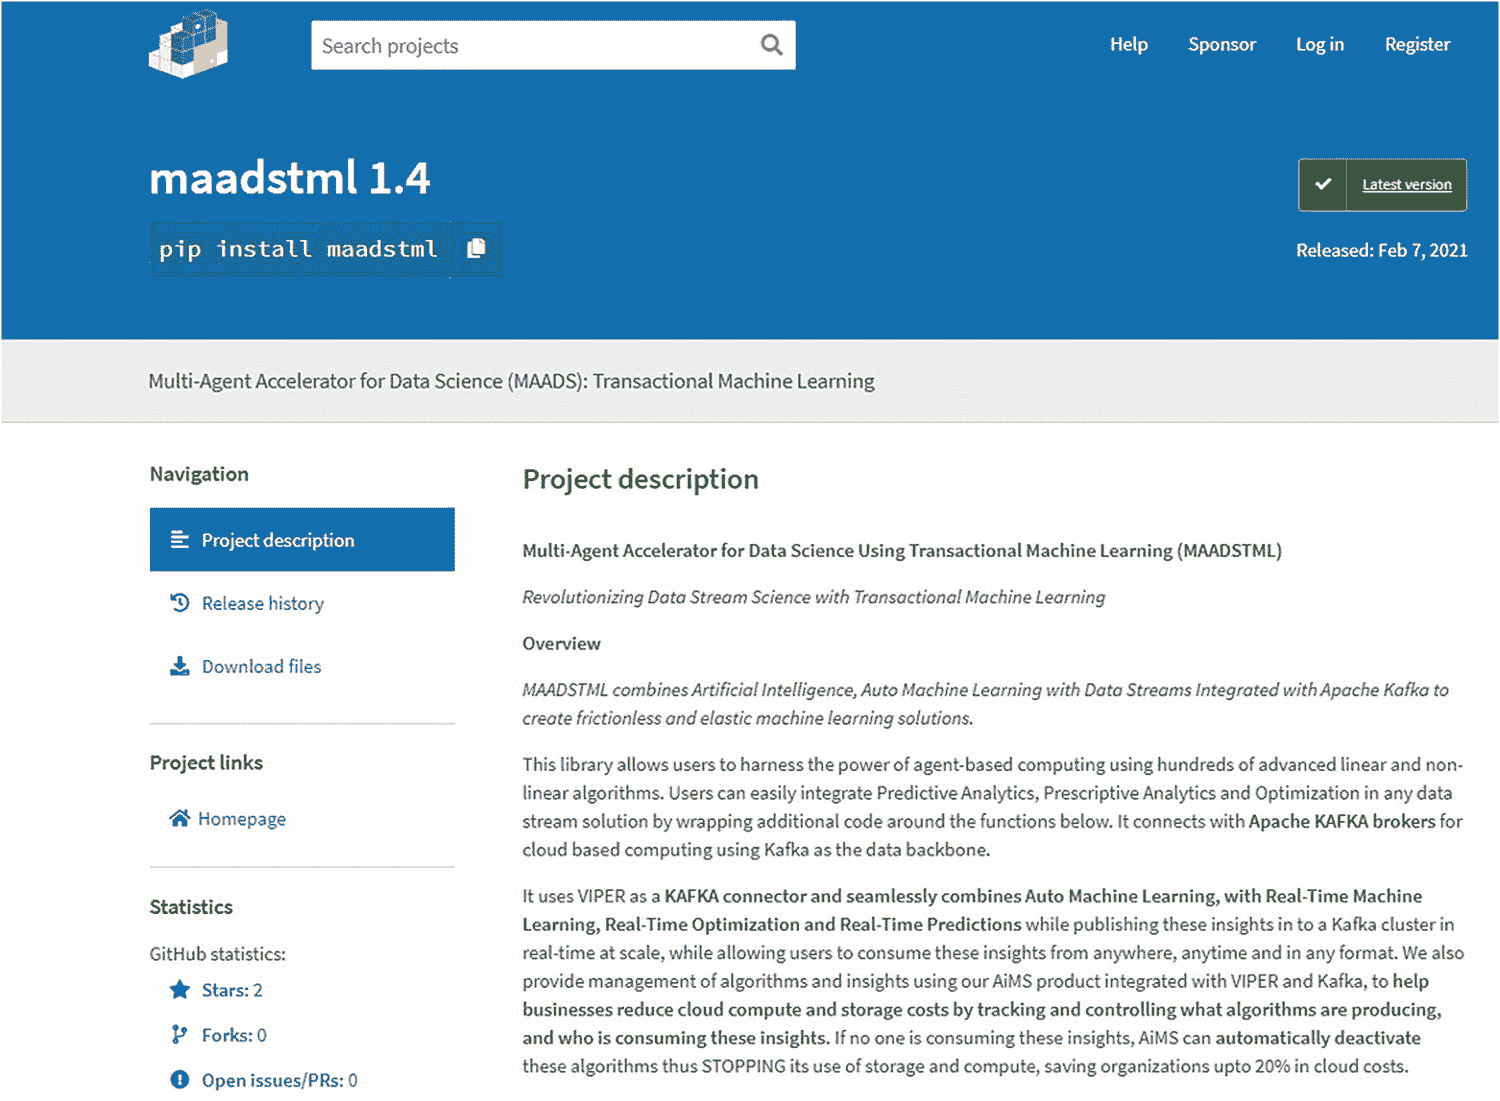 Search projects
Help Sponsor Log in Register
maadstml 1.4
Latest version
pip install maadstml
Released: Feb 7, 2021
Multi-Agent Accelerator for Data Science (MAADS): Transactional Machine Learning
Navigation
Project description
Release history
Download files
Project links
Homepage
Statistics
GitHub statistics:
Stars: 2
Forks: 0
Open issues/PRs: 0
Project description
Multi-Agent Accelerator for Data Science Using Transactional Machine Learning (MAADSTML)
Revolutionizing Data Stream Science with Transactional Machine Learning
Overview
MAADSTML combines Artificial Intelligence, Auto Machine Learning with Data Streams Integrated with Apache Kafka to
create frictionless and elastic machine learning solutions.
This library allows users to harness the power of agent-based computing using hundreds of advanced linear and non-
linear algorithms. Users can easily integrate Predictive Analytics, Prescriptive Analytics and Optimization in any data
stream solution by wrapping additional code around the functions below. It connects with Apache KAFKA brokers for
cloud based computing using Kafka as the data backbone.
It uses VIPER as a KAFKA connector and seamlessly combines Auto Machine Learning, with Real-Time Machine
Learning, Real-Time Optimization and Real-Time Predictions while publishing these insights in to a Kafka cluster in
real-time at scale, while allowing users to consume these insights from anywhere, anytime and in any format. We also
provide management of algorithms and insights using our AiMS product integrated with VIPER and Kafka, to help
businesses reduce cloud compute and storage costs by tracking and controlling what algorithms are producing,
and who is consuming these insights. If no one is consuming these insights, AiMS can automatically deactivate
these algorithms thus STOPPING its use of storage and compute, saving organizations upto 20% in cloud costs.